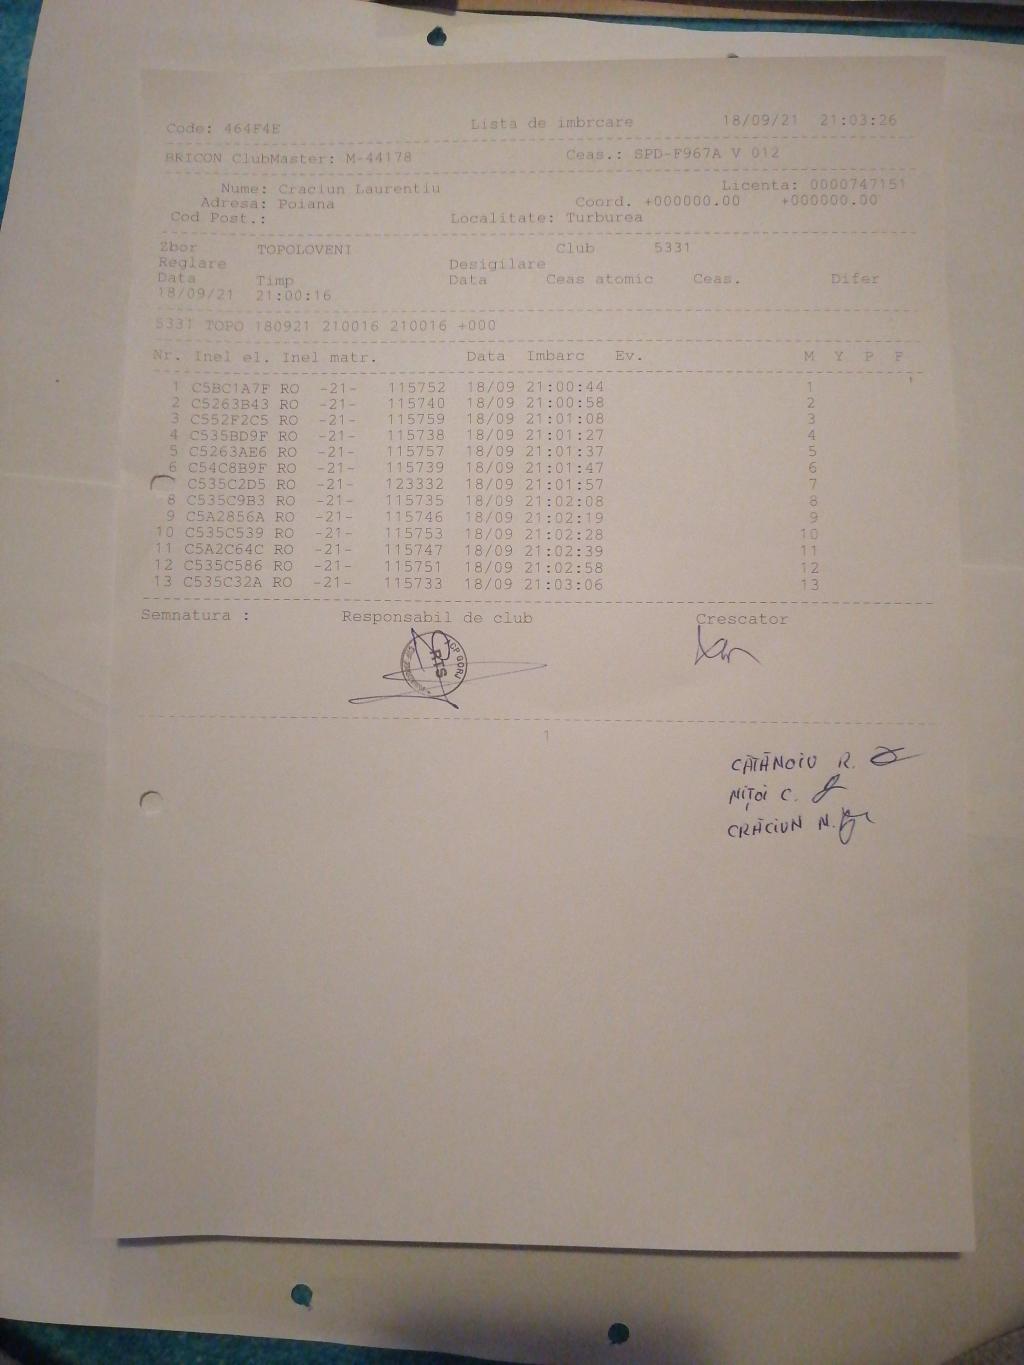 Code: 464F4E Lista de imbrcare 18/09/21 21:03:26
BRICON ClubMaster: M-44178 Ceas.: SPD-F967A V 012
Nume: Craciun Laurentiu Licenta: 0000747151
Adresa: Poiana Coord. +000000.00 +000000.00
Cod Post.: Localitate: Turburea
Zbor TOPOLOVENI Club 5331
Reglare Desigilare
Data Timp Data Ceas atomic Ceas. Difer
18/09/21 21:00:16
5331 TOPO 180921 210016 210016 +000
Nr. Inel el. Inel matr. Data Imbarc Ev. M Y P F
1 C5BC1A7F RO -21- 115752 18/09 21:00:44 1
2 C5263B43 RO -21- 115740 18/09 21:00:58 2
3 C552F2C5 RO -21- 115759 18/09 21:01:08 3
4 C535BD9F RO -21- 115738 18/09 21:01:27 4
5 C5263AE6 RO -21- 115757 18/09 21:01:37 5
6 C54C8B9F RO -21- 115739 18/09 21:01:47 6
C535C2D5 RO -21- 123332 18/09 21:01:57 7
8 C535C9B3 RO -21- 115735 18/09 21:02:08 8
9 C5A2856A RO -21- 115746 18/09 21:02:19 9
10 C535C539 RO -21- 115753 18/09 21:02:28 10
11 C5A2C64C RO -21- 115747 18/09 21:02:39 11
12 C535C586 RO -21- 115751 18/09 21:02:58 12
13 C535C32A RO -21- 115733 18/09 21:03:06 13
Semnatura : Responsabil de club Crescator
GORJ
RTS
1
CĂTĂNOIU R.
NIȚOI C.
CRĂCIUN N.